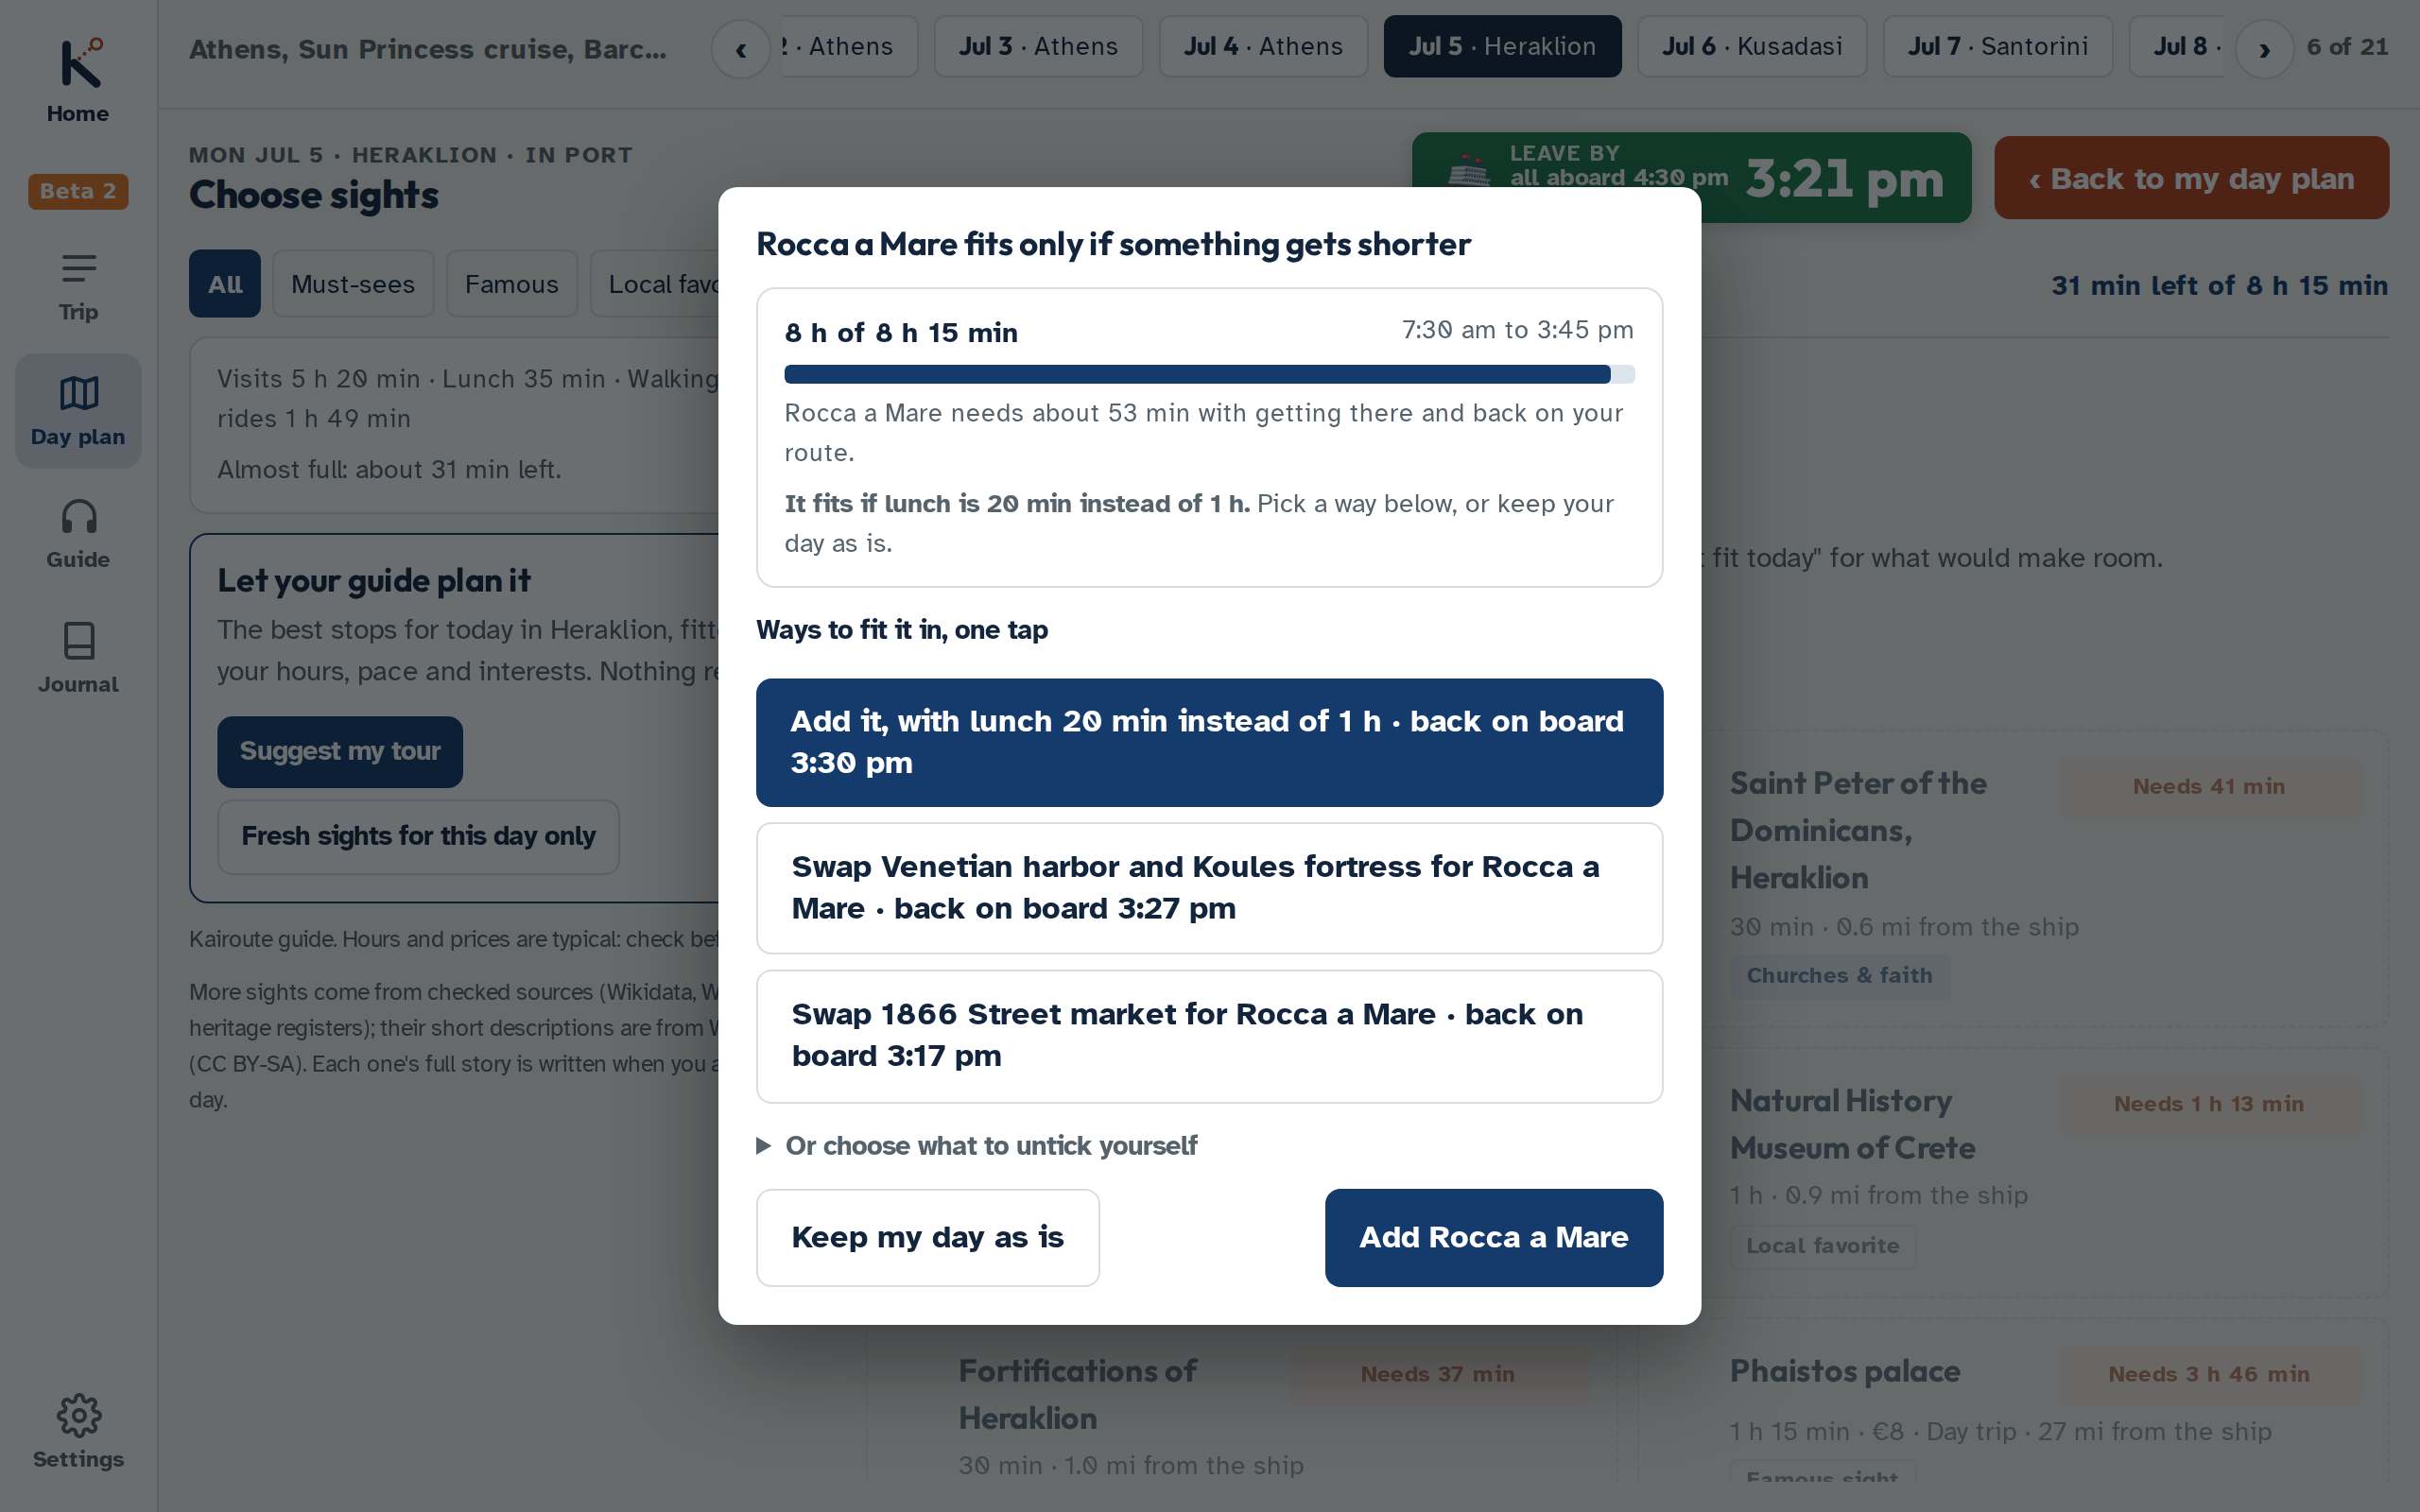 Home
Beta 2
Trip
Day plan
Guide
Journal
Settings
Athens, Sun Princess cruise, Barc…
‹
· Athens
Jul 3 · Athens
Jul 4 · Athens
Jul 5 · Heraklion
Jul 6 · Kusadasi
Jul 7 · Santorini
Jul 8 ·
›
6 of 21
MON JUL 5 · HERAKLION · IN PORT
Choose sights
LEAVE BY
all aboard 4:30 pm
3:21 pm
‹ Back to my day plan
All
Must-sees
Famous
Local
31 min left of 8 h 15 min
Visits 5 h 20 min · Lunch 35 min · Walking
rides 1 h 49 min
Almost full: about 31 min left.
Let your guide plan it
The best stops for today in Heraklion,
your hours, pace and interests. Nothing
Suggest my tour
Fresh sights for this day only
Kairoute guide. Hours and prices are typical: check
More sights come from checked sources (Wikidata,
heritage registers); their short descriptions are from
(CC BY-SA). Each one's full story is written when you
day.
Rocca a Mare fits only if something gets shorter
8 h of 8 h 15 min
7:30 am to 3:45 pm
Rocca a Mare needs about 53 min with getting there and back on your
route.
It fits if lunch is 20 min instead of 1 h. Pick a way below, or keep your
day as is.
Ways to fit it in, one tap
Add it, with lunch 20 min instead of 1 h · back on board
3:30 pm
Swap Venetian harbor and Koules fortress for Rocca a
Mare · back on board 3:27 pm
Swap 1866 Street market for Rocca a Mare · back on
board 3:17 pm
Or choose what to untick yourself
Keep my day as is
Add Rocca a Mare
fit today" for what would make room.
Saint Peter of the
Dominicans,
Heraklion
Needs 41 min
30 min · 0.6 mi from the ship
Churches & faith
Natural History
Museum of Crete
Needs 1 h 13 min
1 h · 0.9 mi from the ship
Local favorite
Fortifications of
Heraklion
Needs 37 min
30 min · 1.0 mi from the ship
Phaistos palace
Needs 3 h 46 min
1 h 15 min · €8 · Day trip · 27 mi from the ship
Famous sight